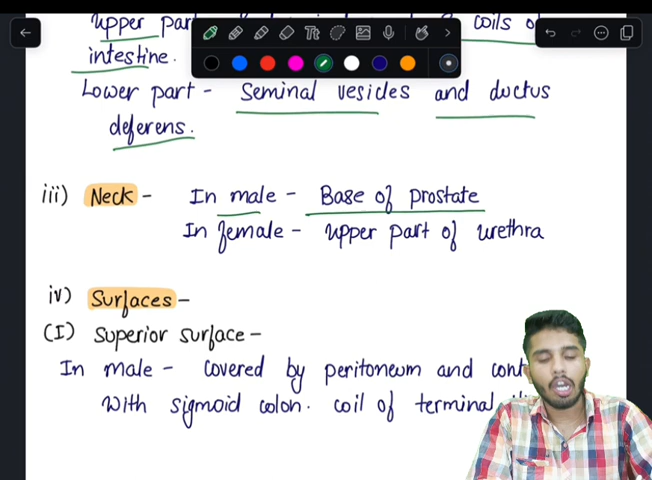 upper part coils of
intestine.
Lower part - Seminal vesicles and ductus
deferens.
iii) Neck - In male - Base of prostate
In female - upper part of urethra
iv) Surfaces -
(I) Superior surface -
In male - covered by peritoneum and cont
With sigmoid colon. coil of terminal